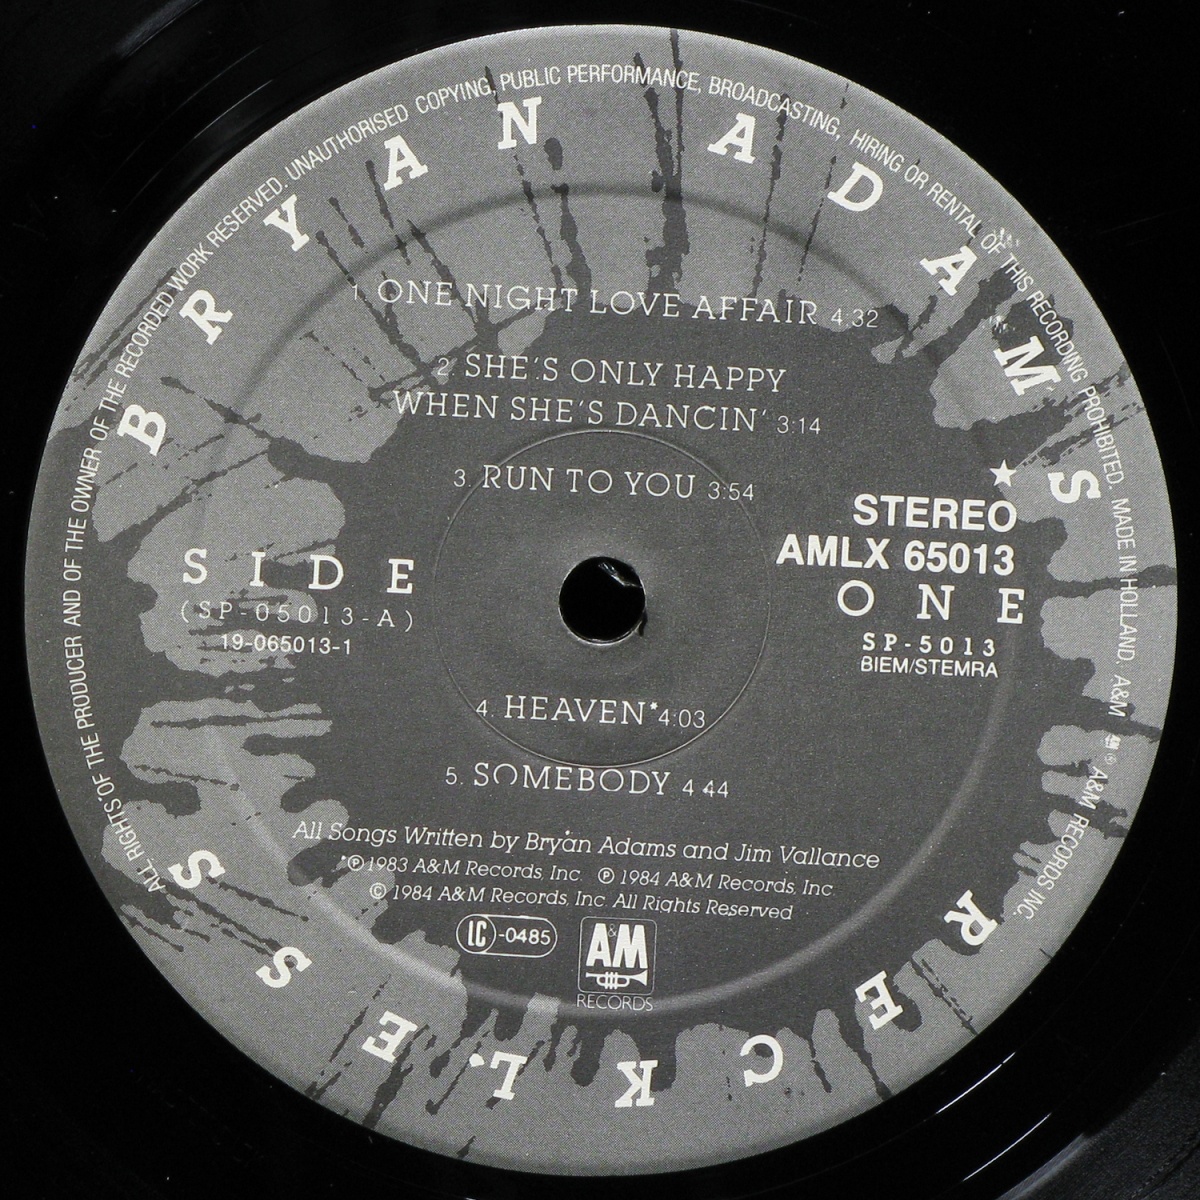 ALL RIGHTS OF THE PRODUCER AND OF THE OWNER OF THE RECORDED WORK RESERVED. UNAUTHORISED COPYING, PUBLIC PERFORMANCE, BROADCASTING, HIRING OR RENTAL OF THIS RECORDING PROHIBITED. MADE IN HOLLAND. A&M AM ℗ A&M RECORDS INC.
BRYAN ADAMS ★
1. ONE NIGHT LOVE AFFAIR 4:32
2. SHE'S ONLY HAPPY
WHEN SHE'S DANCIN' 3:14
3. RUN TO YOU 3:54
STEREO
AMLX 65013
SIDE ONE
(SP-05013-A) SP-5013
19-065013-1 BIEM/STEMRA
4. HEAVEN* 4:03
5. SOMEBODY 4:44
All Songs Written by Bryan Adams and Jim Vallance
*℗ 1983 A&M Records, Inc. ℗ 1984 A&M Records, Inc.
© 1984 A&M Records, Inc. All Rights Reserved
LC-0485
A&M
RECORDS
RECKLESS